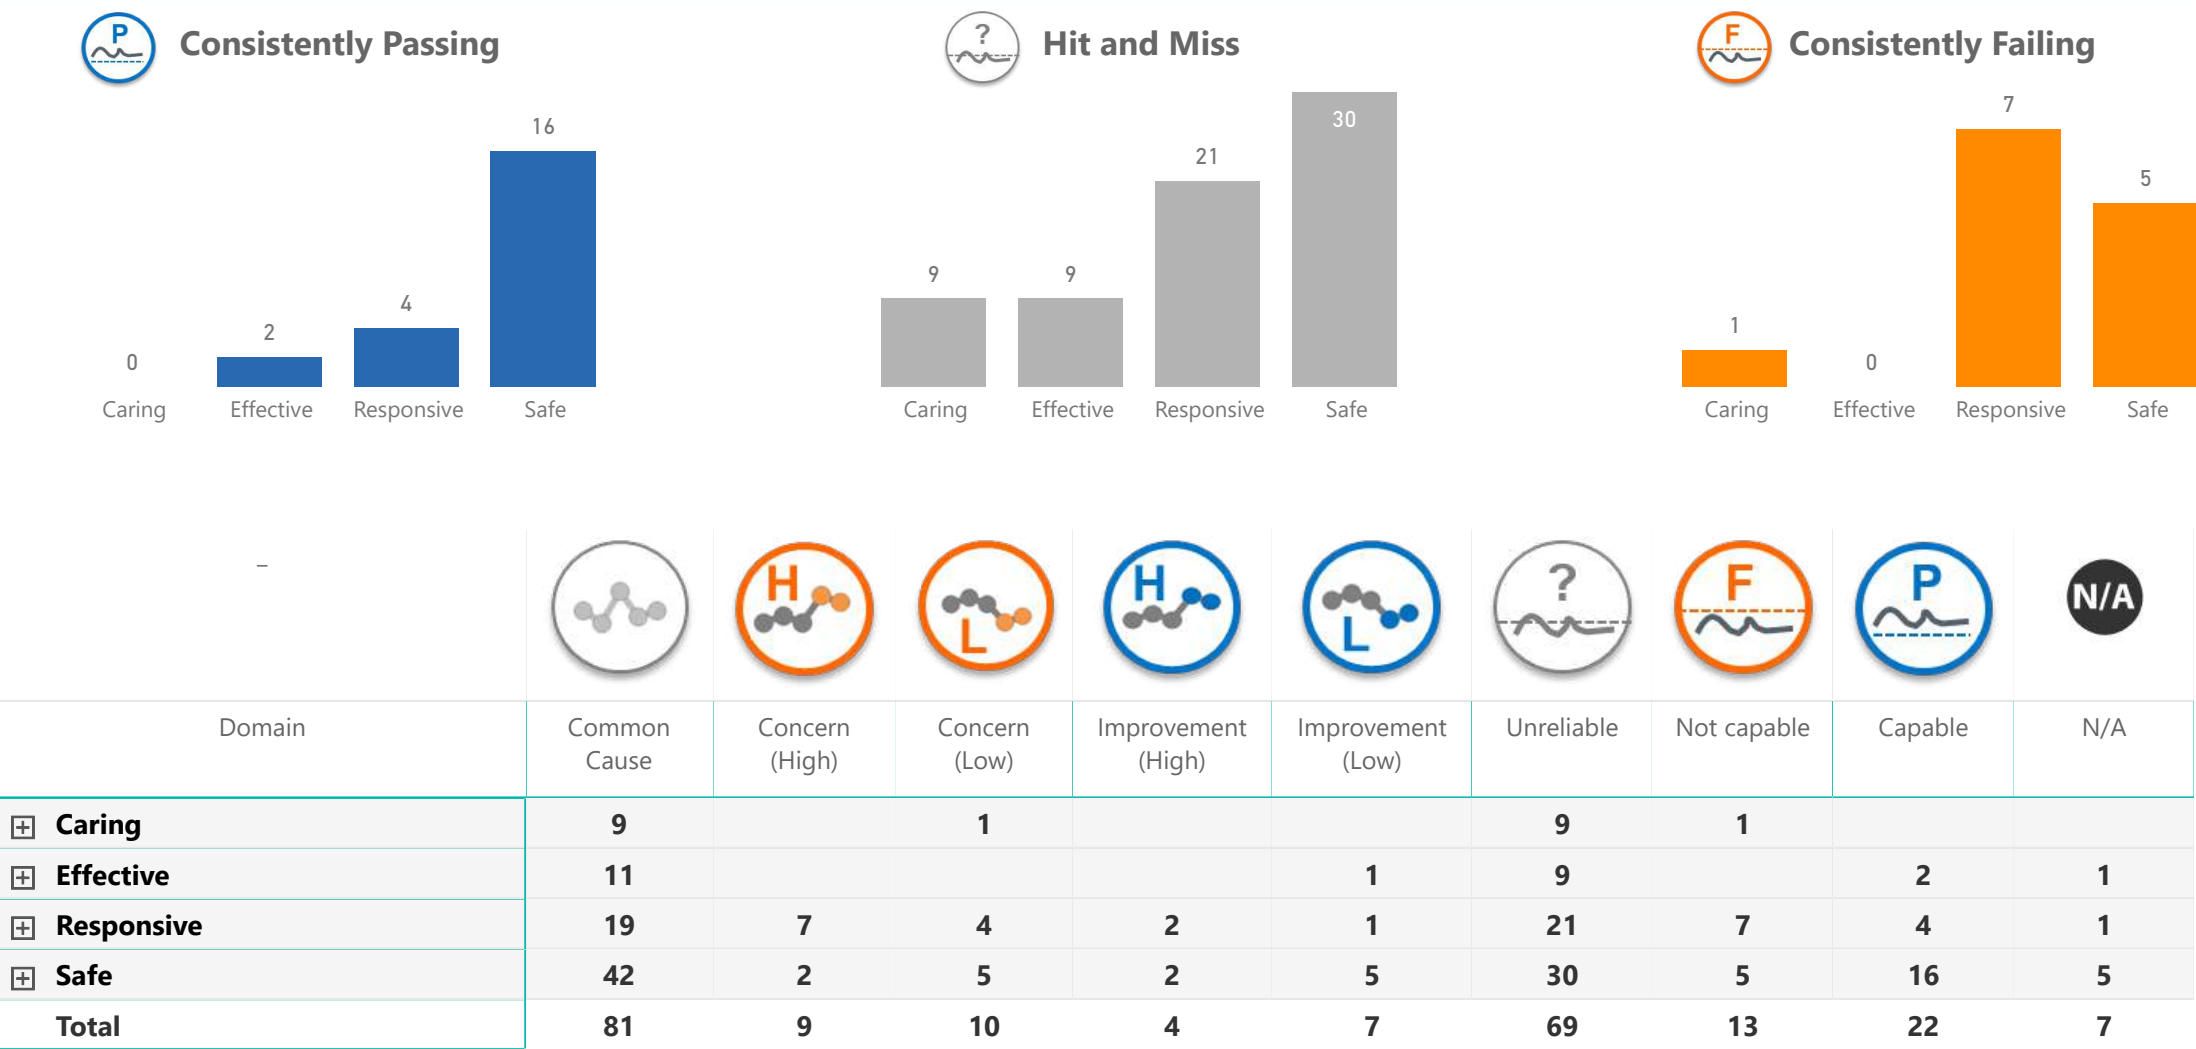 P Consistently Passing
? Hit and Miss
F Consistently Failing
0 2 4 16
Caring Effective Responsive Safe
9 9 21 30
Caring Effective Responsive Safe
1 0 7 5
Caring Effective Responsive Safe
– H L H L ? F P N/A
Domain Common Cause Concern (High) Concern (Low) Improvement (High) Improvement (Low) Unreliable Not capable Capable N/A
Caring 9 1 9 1
Effective 11 1 9 2 1
Responsive 19 7 4 2 1 21 7 4 1
Safe 42 2 5 2 5 30 5 16 5
Total 81 9 10 4 7 69 13 22 7